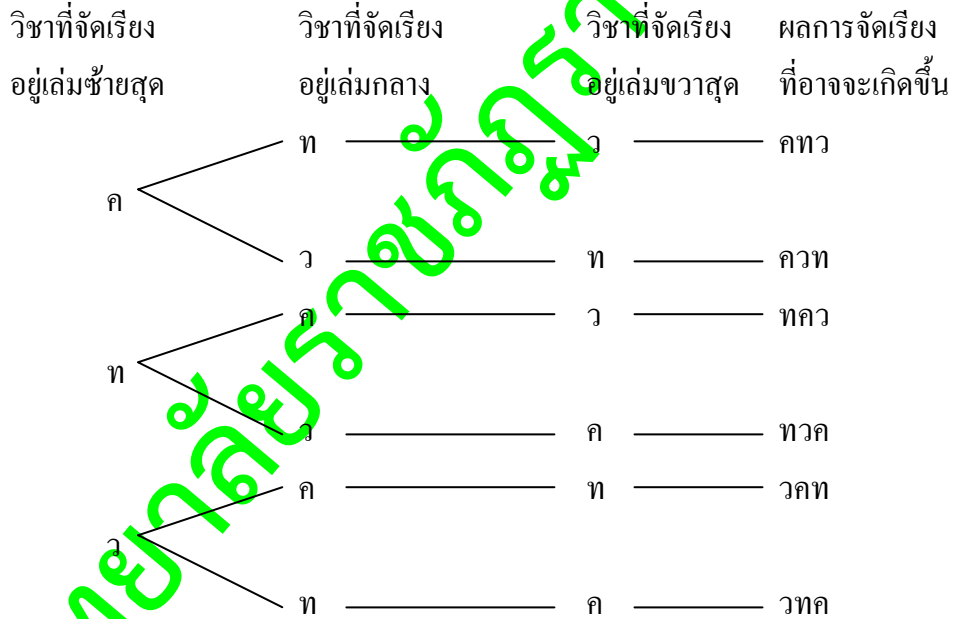 วิชาที่จัดเรียง วิชาที่จัดเรียง วิชาที่จัดเรียง ผลการจัดเรียง
อยู่เล่มซ้ายสุด อยู่เล่มกลาง อยู่เล่มขวาสุด ที่อาจจะเกิดขึ้น
ท ว คทว
ค
ว ท ควท
ค ว ทคว
ท
ว ค ทวค
ค ท วคท
ว
ท ค วทค